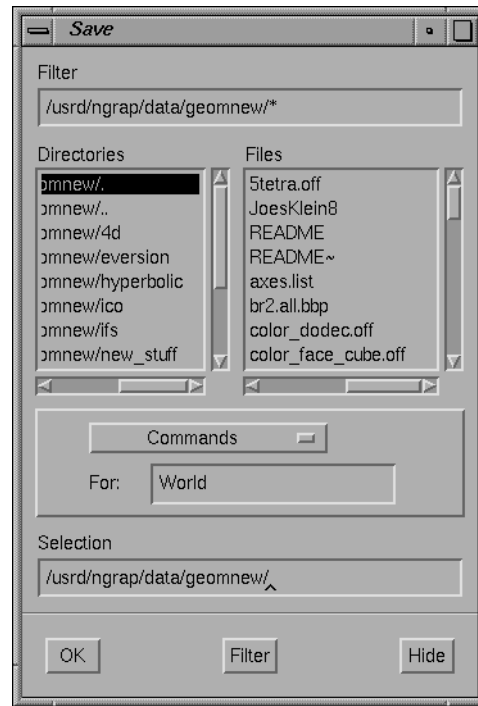 Save
Filter
/usrd/ngrap/data/geomnew/*
Directories
omnew/.
omnew/..
omnew/4d
omnew/eversion
omnew/hyperbolic
omnew/ico
omnew/ifs
omnew/new_stuff
Files
5tetra.off
JoesKlein8
README
README~
axes.list
br2.all.bbp
color_dodec.off
color_face_cube.off
Commands
For: World
Selection
/usrd/ngrap/data/geomnew/
OK Filter Hide